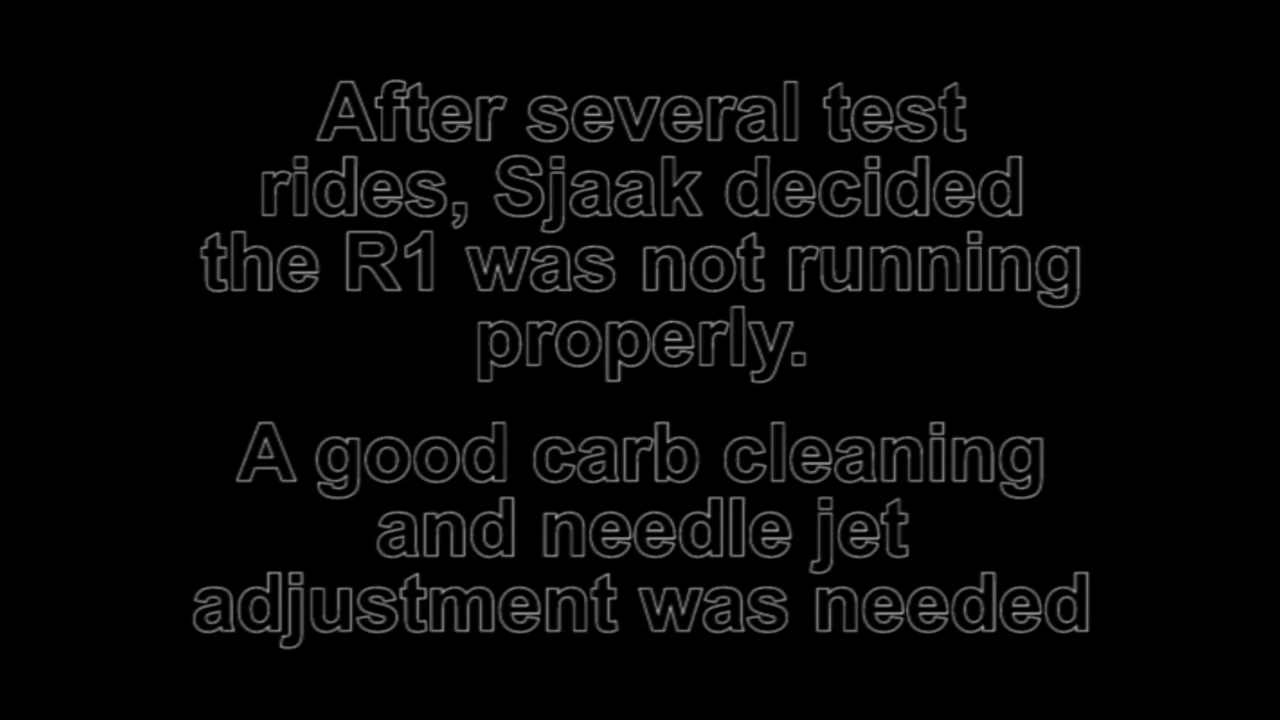 After several test
rides, Sjaak decided
the R1 was not running
properly.
A good carb cleaning
and needle jet
adjustment was needed